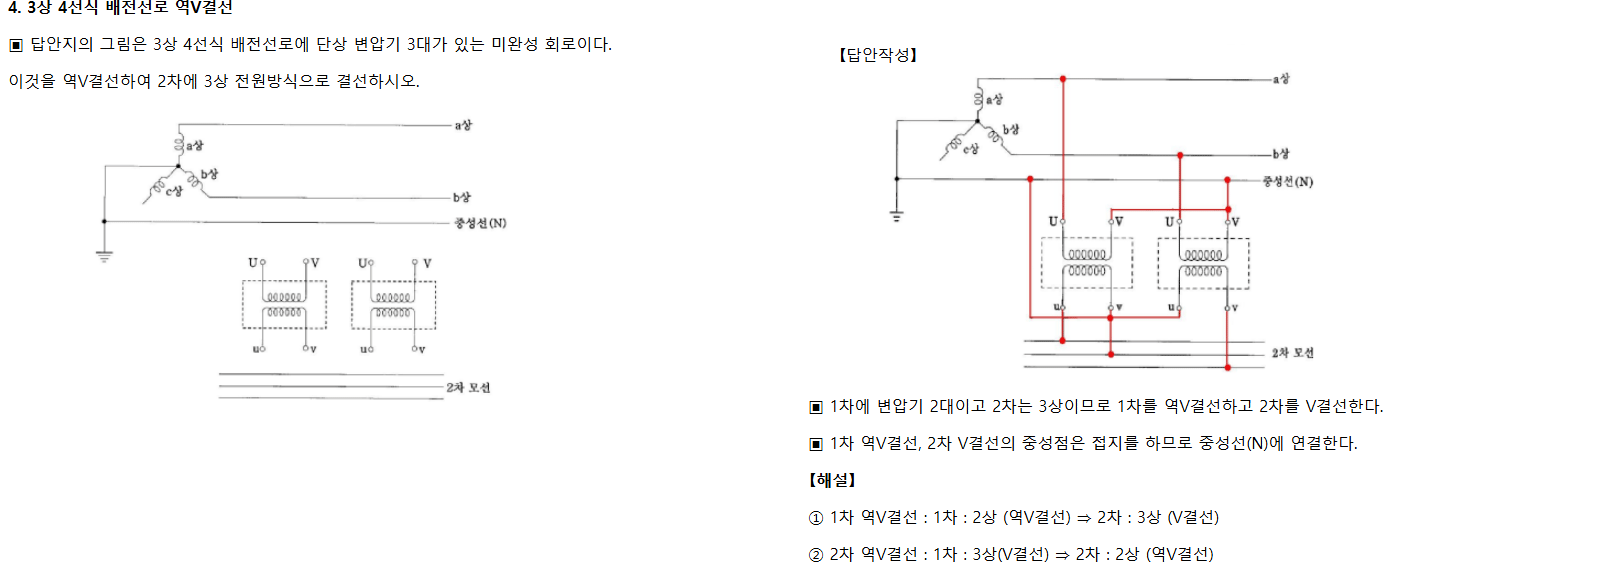 4. 3상 4선식 배전선로 역V결선
▣ 답안지의 그림은 3상 4선식 배전선로에 단상 변압기 3대가 있는 미완성 회로이다.
이것을 역V결선하여 2차에 3상 전원방식으로 결선하시오.
a상
a상
b상
c상
b상
중성선(N)
U V U V
u v u v
2차 모선
【답안작성】
a상
a상
b상
c상
b상
중성선(N)
U V U V
u v u v
2차 모선
▣ 1차에 변압기 2대이고 2차는 3상이므로 1차를 역V결선하고 2차를 V결선한다.
▣ 1차 역V결선, 2차 V결선의 중성점은 접지를 하므로 중성선(N)에 연결한다.
【해설】
① 1차 역V결선 : 1차 : 2상 (역V결선) ⇒ 2차 : 3상 (V결선)
② 2차 역V결선 : 1차 : 3상(V결선) ⇒ 2차 : 2상 (역V결선)